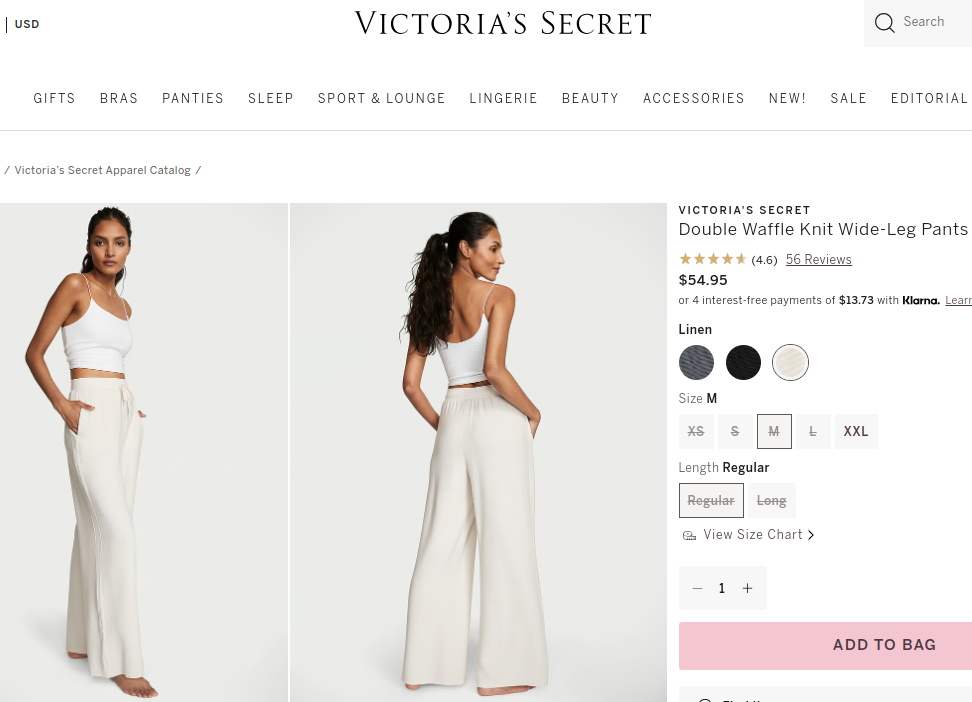 USD
VICTORIA'S SECRET
Search
GIFTS BRAS PANTIES SLEEP SPORT & LOUNGE LINGERIE BEAUTY ACCESSORIES NEW! SALE EDITORIAL
/ Victoria's Secret Apparel Catalog /
VICTORIA'S SECRET
Double Waffle Knit Wide-Leg Pants
(4.6) 56 Reviews
$54.95
or 4 interest-free payments of $13.73 with Klarna. Lear
Linen
Size M
XS S M L XXL
Length Regular
Regular Long
View Size Chart
− 1 +
ADD TO BAG